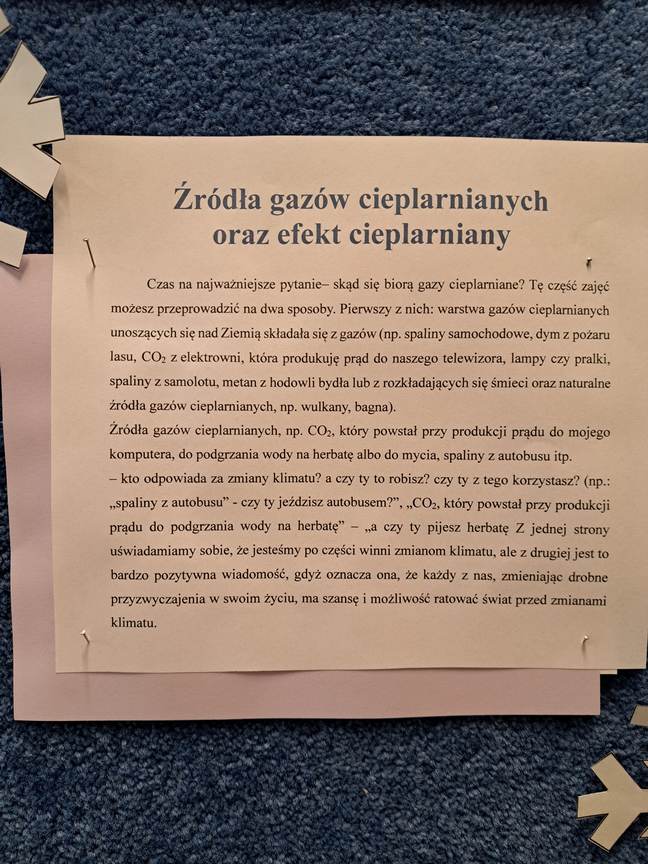 Źródła gazów cieplarnianych
oraz efekt cieplarniany
Czas na najważniejsze pytanie– skąd się biorą gazy cieplarniane? Tę część zajęć
możesz przeprowadzić na dwa sposoby. Pierwszy z nich: warstwa gazów cieplarnianych
unoszących się nad Ziemią składała się z gazów (np. spaliny samochodowe, dym z pożaru
lasu, CO₂ z elektrowni, która produkuję prąd do naszego telewizora, lampy czy pralki,
spaliny z samolotu, metan z hodowli bydła lub z rozkładających się śmieci oraz naturalne
źródła gazów cieplarnianych, np. wulkany, bagna).
Źródła gazów cieplarnianych, np. CO₂, który powstał przy produkcji prądu do mojego
komputera, do podgrzania wody na herbatę albo do mycia, spaliny z autobusu itp.
– kto odpowiada za zmiany klimatu? a czy ty to robisz? czy ty z tego korzystasz? (np.:
„spaliny z autobusu” - czy ty jeździsz autobusem?”, „CO₂, który powstał przy produkcji
prądu do podgrzania wody na herbatę” – „a czy ty pijesz herbatę Z jednej strony
uświadamiamy sobie, że jesteśmy po części winni zmianom klimatu, ale z drugiej jest to
bardzo pozytywna wiadomość, gdyż oznacza ona, że każdy z nas, zmieniając drobne
przyzwyczajenia w swoim życiu, ma szansę i możliwość ratować świat przed zmianami
klimatu.